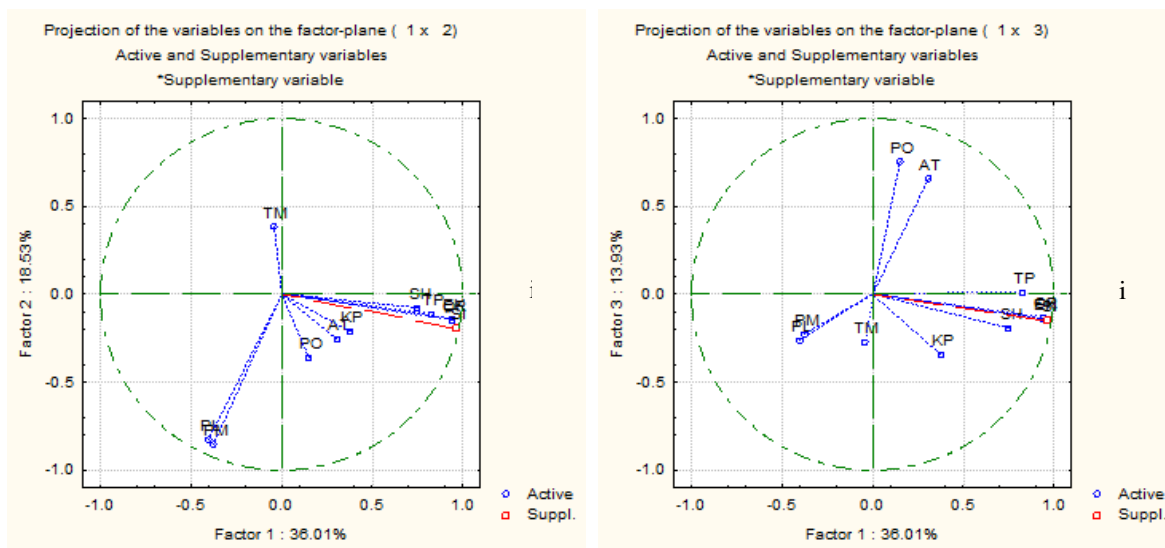 Projection of the variables on the factor-plane ( 1 x 2)
Active and Supplementary variables
*Supplementary variable
1.0
0.5
0.0
-0.5
-1.0
-1.0
-0.5
0.0
0.5
1.0
Factor 2 : 18.53%
Factor 1 : 36.01%
TM
SH
TP
KP
AT
PO
Active
Suppl.
i
Projection of the variables on the factor-plane ( 1 x 3)
Active and Supplementary variables
*Supplementary variable
1.0
0.5
0.0
-0.5
-1.0
-1.0
-0.5
0.0
0.5
1.0
Factor 3 : 13.93%
Factor 1 : 36.01%
PO
AT
TP
SH
KP
TM
Active
Suppl.
i